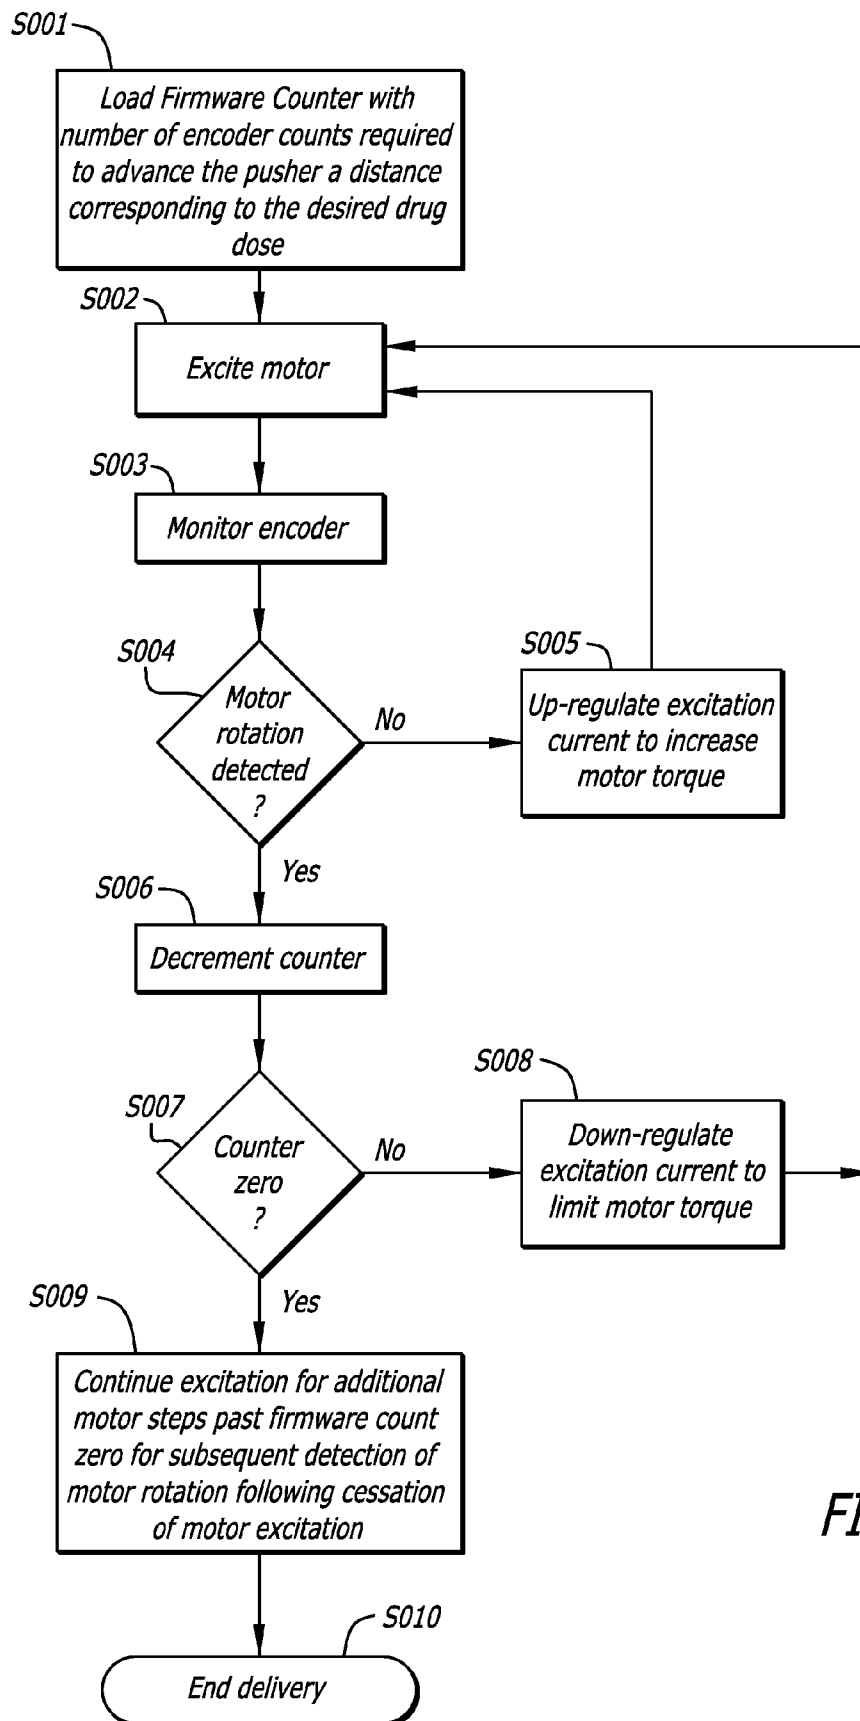 S001
Load Firmware Counter with
number of encoder counts required
to advance the pusher a distance
corresponding to the desired drug
dose
S002
Excite motor
S003
Monitor encoder
S004
Motor
rotation
detected
?
No
S005
Up-regulate excitation
current to increase
motor torque
Yes
S006
Decrement counter
S007
Counter
zero
?
No
S008
Down-regulate
excitation current to
limit motor torque
Yes
S009
Continue excitation for additional
motor steps past firmware count
zero for subsequent detection of
motor rotation following cessation
of motor excitation
FI
S010
End delivery